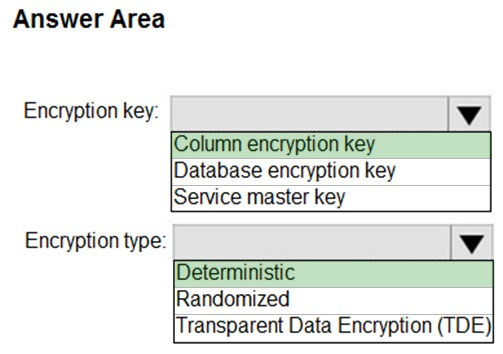 Answer Area
Encryption key:
Column encryption key
Database encryption key
Service master key
Encryption type:
Deterministic
Randomized
Transparent Data Encryption (TDE)